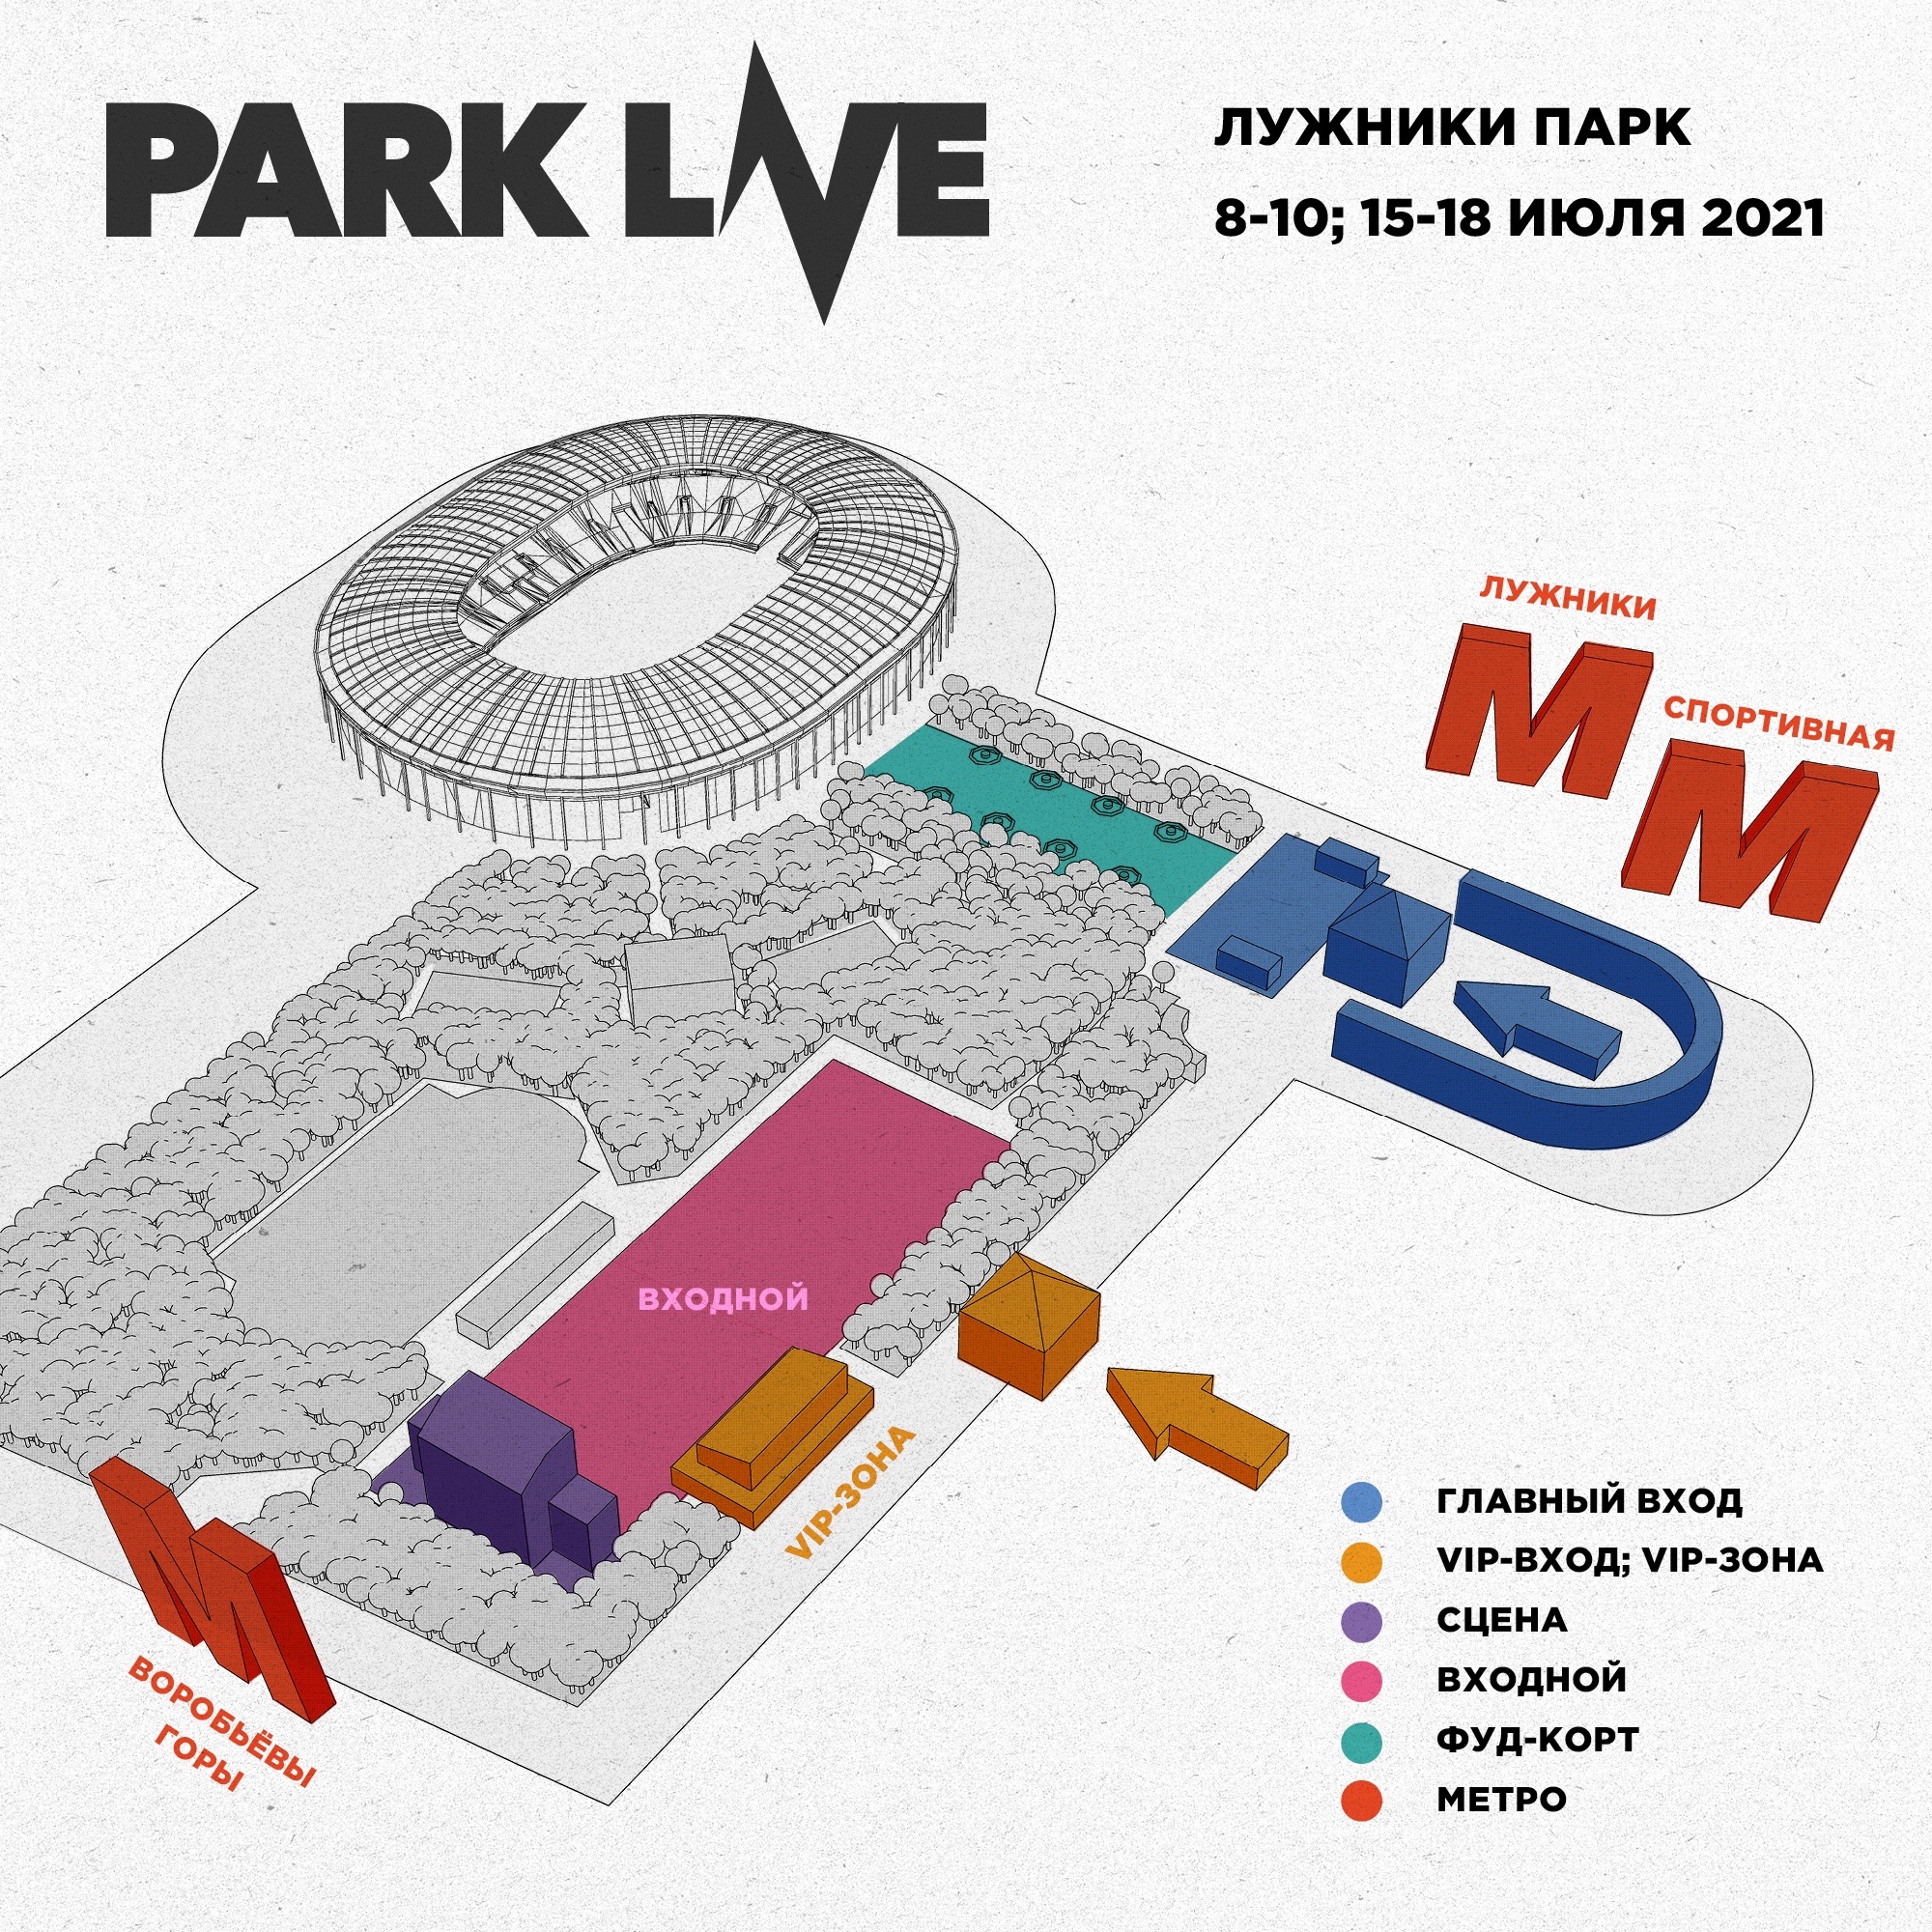 PARK LIVE
ЛУЖНИКИ ПАРК
8-10; 15-18 ИЮЛЯ 2021
ЛУЖНИКИ
СПОРТИВНАЯ
ВХОДНОЙ
VIP-ЗОНА
ВОРОБЬЁВЫ
ГОРЫ
ГЛАВНЫЙ ВХОД
VIP-ВХОД; VIP-ЗОНА
СЦЕНА
ВХОДНОЙ
ФУД-КОРТ
МЕТРО